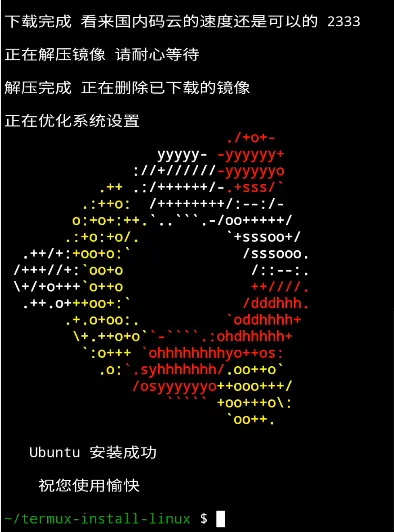 下载完成 看来国内码云的速度还是可以的 2333
正在解压镜像 请耐心等待
解压完成 正在删除已下载的镜像
正在优化系统设置
./+o+-
yyyyy- -yyyyyy+
://+//////-yyyyyyo
.++ .:/++++++/-.+sss/`
.:++o: /++++++++/:--:/-
o:+o+:++.`..```.-/oo+++++/
.:+o:+o/. `+sssoo+/
.++/+:+oo+o:` /sssooo.
/+++//+:`oo+o /::--:.
\+/+o+++`o++o ++////.
.++.o+++oo+:` /dddhhh.
.+.o+oo:. `oddhhhh+
\+.++o+o``-````.:ohdhhhhh+
`:o+++ `ohhhhhhhhyo++os:
.o:`.syhhhhhhh/.oo++o`
/osyyyyyyo++ooo+++/
````` +oo+++o\:
`oo++.
Ubuntu 安装成功
祝您使用愉快
~/termux-install-linux $